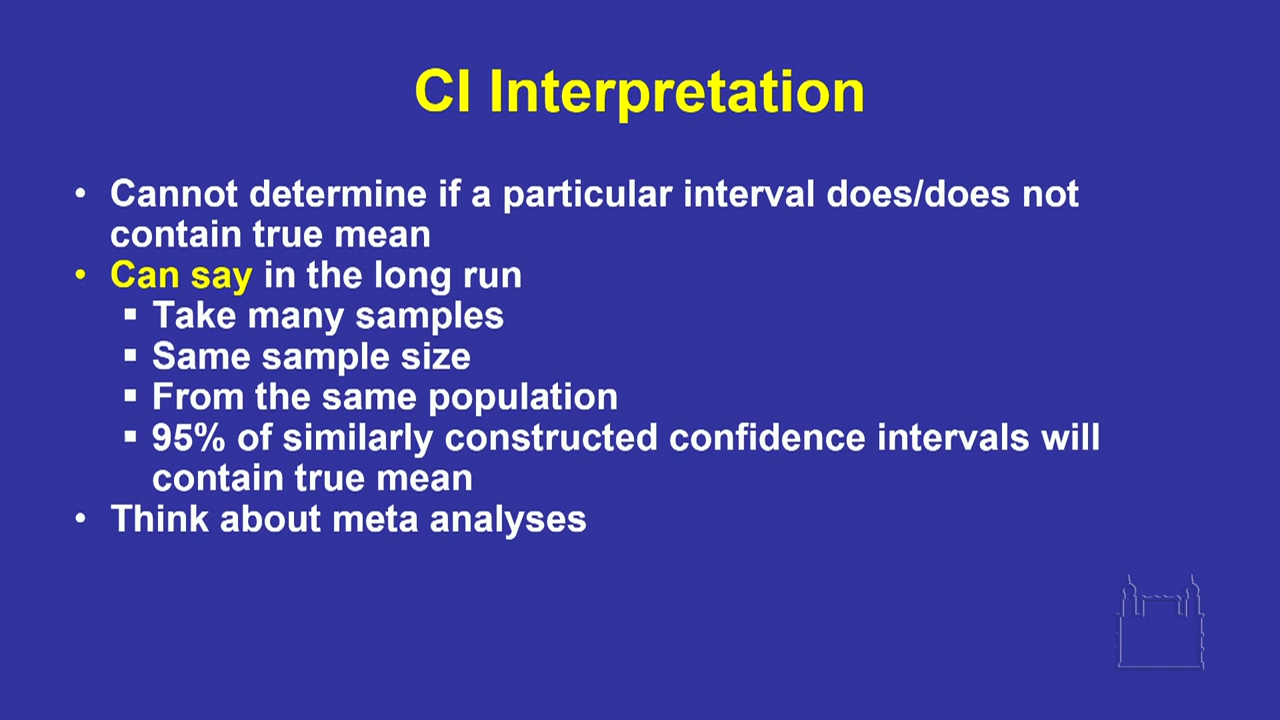 CI Interpretation
• Cannot determine if a particular interval does/does not
contain true mean
• Can say in the long run
▪ Take many samples
▪ Same sample size
▪ From the same population
▪ 95% of similarly constructed confidence intervals will
contain true mean
• Think about meta analyses